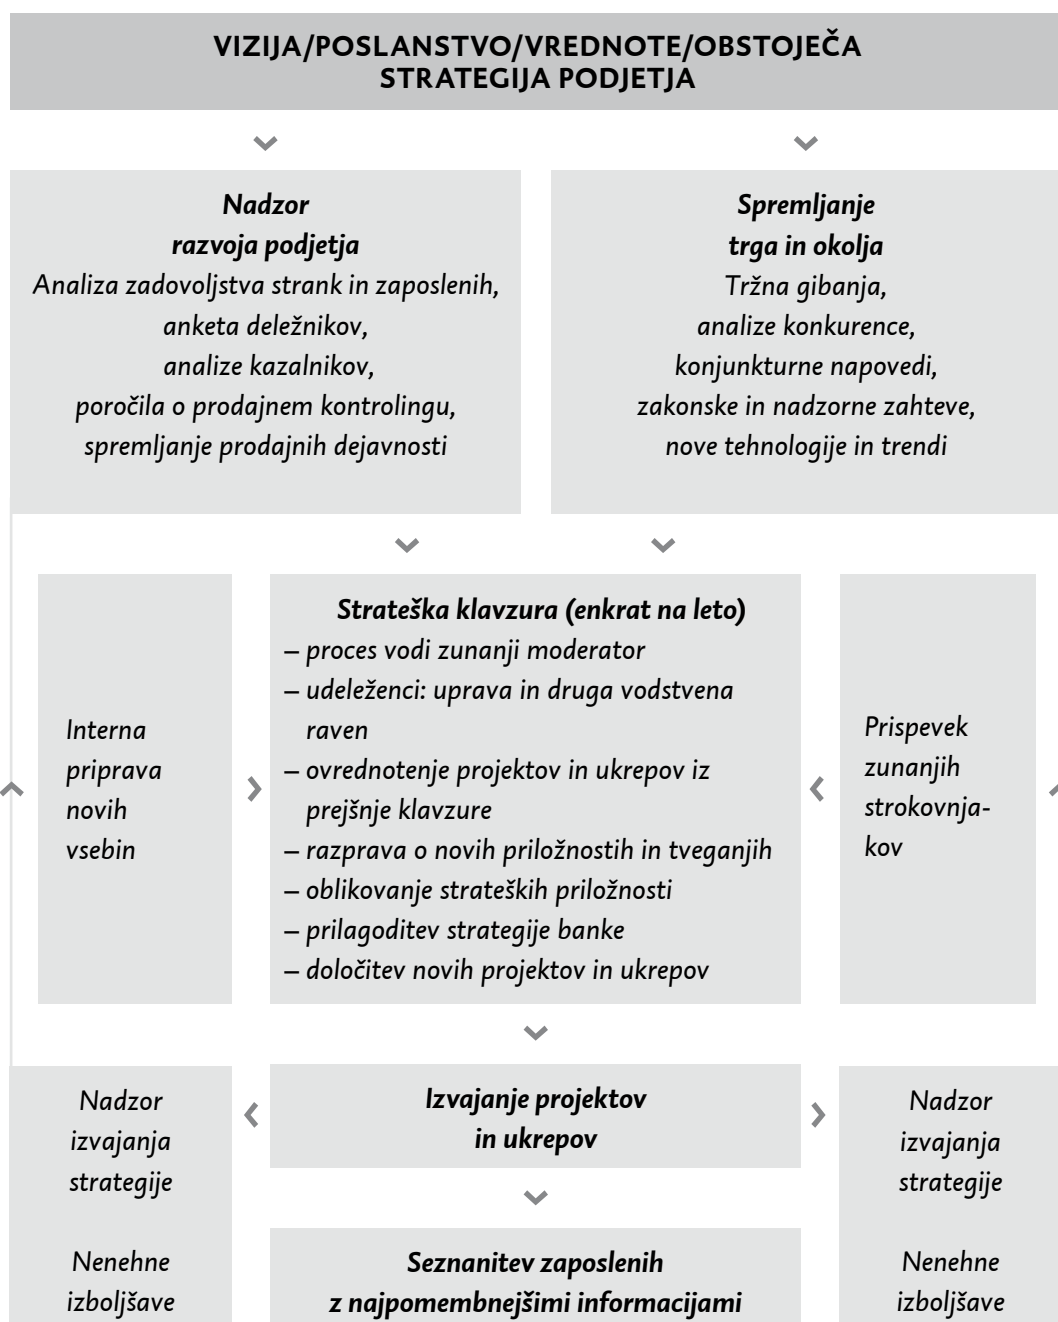 VIZIJA/POSLANSTVO/VREDNOTE/OBSTOJEČA
STRATEGIJA PODJETJA
Nadzor
razvoja podjetja
Analiza zadovoljstva strank in zaposlenih,
anketa deležnikov,
analize kazalnikov,
poročila o prodajnem kontrolingu,
spremljanje prodajnih dejavnosti
Spremljanje
trga in okolja
Tržna gibanja,
analize konkurence,
konjunkturne napovedi,
zakonske in nadzorne zahteve,
nove tehnologije in trendi
Interna
priprava
novih
vsebin
Strateška klavzura (enkrat na leto)
– proces vodi zunanji moderator
– udeleženci: uprava in druga vodstvena
raven
– ovrednotenje projektov in ukrepov iz
prejšnje klavzure
– razprava o novih priložnostih in tveganjih
– oblikovanje strateških priložnosti
– prilagoditev strategije banke
– določitev novih projektov in ukrepov
Prispevek
zunanjih
strokovnja-
kov
Nadzor
izvajanja
strategije
Nenehne
izboljšave
Izvajanje projektov
in ukrepov
Seznanitev zaposlenih
z najpomembnejšimi informacijami
Nadzor
izvajanja
strategije
Nenehne
izboljšave